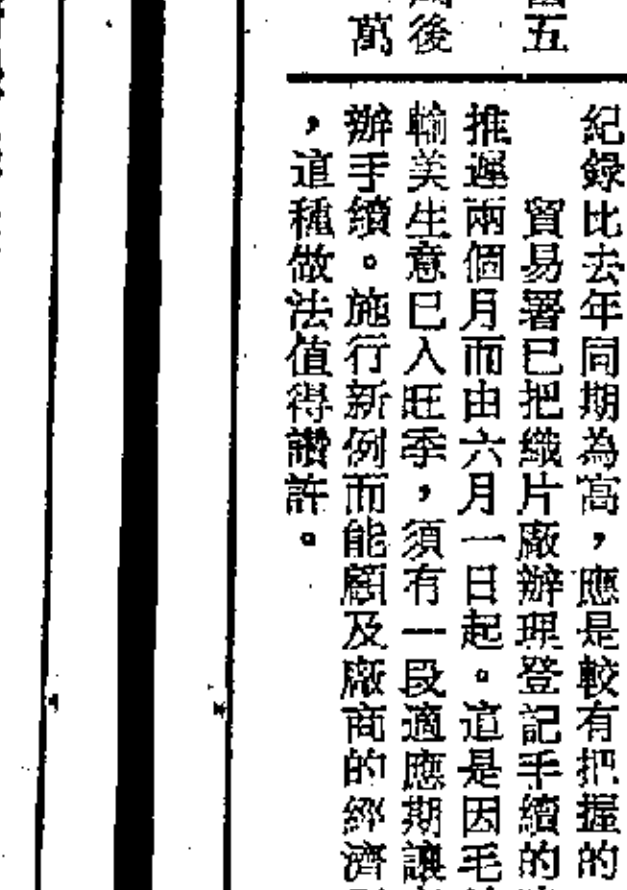 五
後
萬
紀錄比去年同期為高，應是較有把握的
貿易署已把織片廠辦理登記手續的
推遲兩個月而由六月一日起。這是因毛
輸美生意已入旺季，須有一段適應期讓
辦手續。施行新例而能顧及廠商的經濟
，這種做法值得讚許。